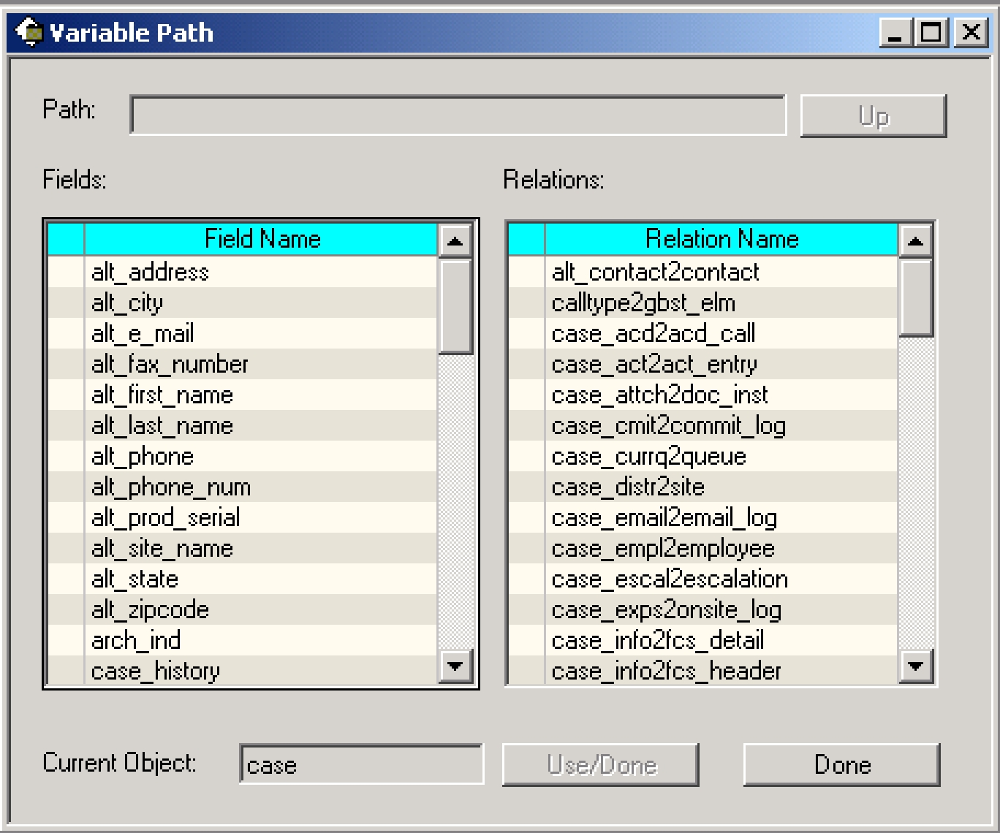 Variable Path
Path:
Up
Fields:
Relations:
Field Name
alt_address
alt_city
alt_e_mail
alt_fax_number
alt_first_name
alt_last_name
alt_phone
alt_phone_num
alt_prod_serial
alt_site_name
alt_state
alt_zipcode
arch_ind
case_history
Relation Name
alt_contact2contact
calltype2gbst_elm
case_acd2acd_call
case_act2act_entry
case_attch2doc_inst
case_cmit2commit_log
case_currq2queue
case_distr2site
case_email2email_log
case_empl2employee
case_escal2escalation
case_exps2onsite_log
case_info2fcs_detail
case_info2fcs_header
Current Object:
case
Use/Done
Done